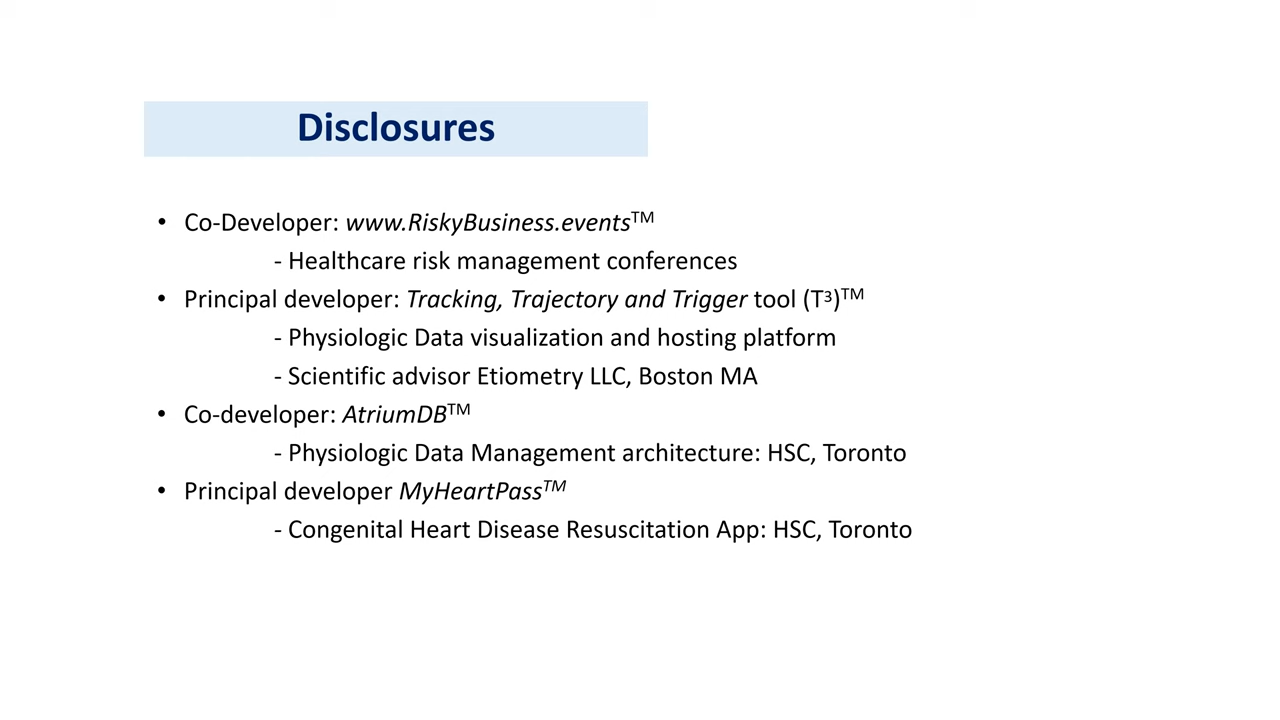 Disclosures
• Co-Developer: www.RiskyBusiness.events™
- Healthcare risk management conferences
• Principal developer: Tracking, Trajectory and Trigger tool (T³)™
- Physiologic Data visualization and hosting platform
- Scientific advisor Etiometry LLC, Boston MA
• Co-developer: AtriumDB™
- Physiologic Data Management architecture: HSC, Toronto
• Principal developer MyHeartPass™
- Congenital Heart Disease Resuscitation App: HSC, Toronto